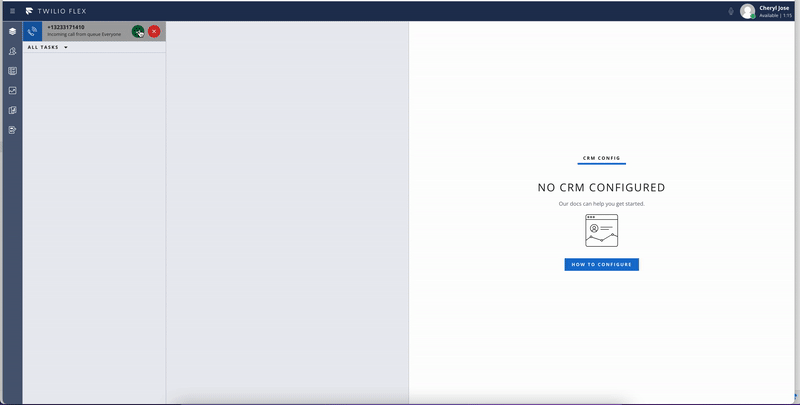 TWILIO FLEX
Cheryl Jose
Available | 1:15
+13233171410
Incoming call from queue Everyone
ALL TASKS
CRM CONFIG
NO CRM CONFIGURED
Our docs can help you get started.
HOW TO CONFIGURE